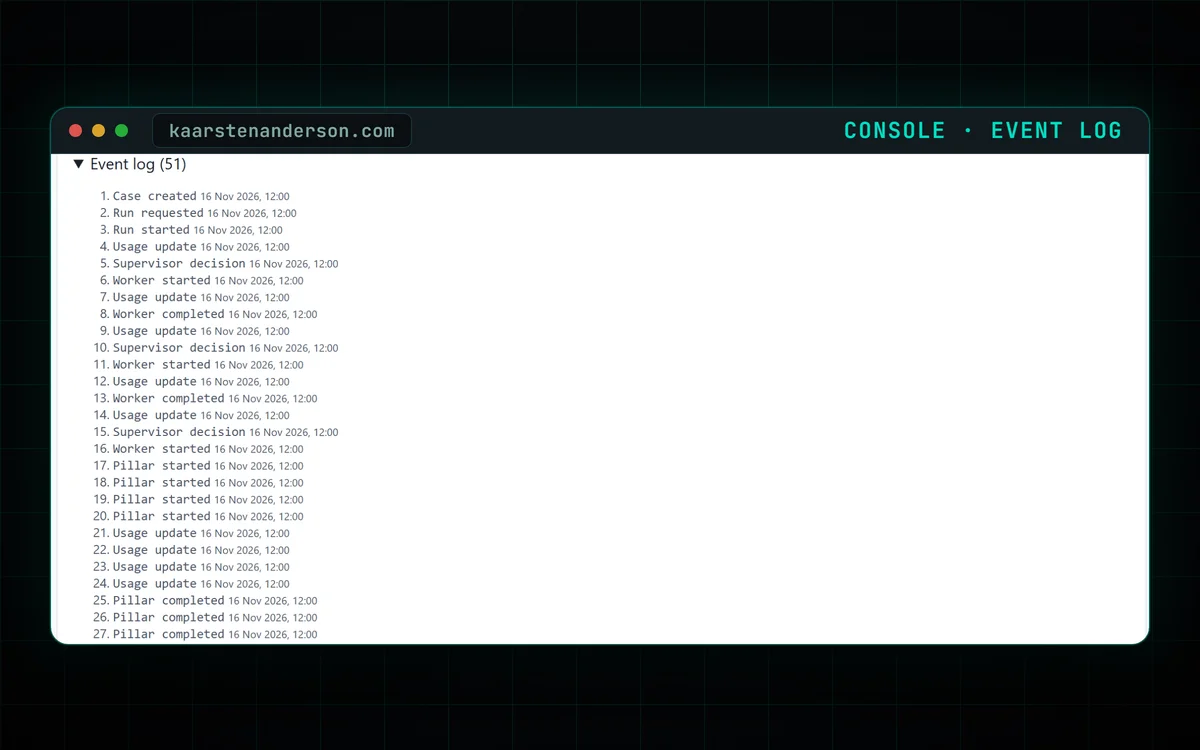 kaarstenanderson.com
CONSOLE · EVENT LOG
▼ Event log (51)
1. Case created 16 Nov 2026, 12:00
2. Run requested 16 Nov 2026, 12:00
3. Run started 16 Nov 2026, 12:00
4. Usage update 16 Nov 2026, 12:00
5. Supervisor decision 16 Nov 2026, 12:00
6. Worker started 16 Nov 2026, 12:00
7. Usage update 16 Nov 2026, 12:00
8. Worker completed 16 Nov 2026, 12:00
9. Usage update 16 Nov 2026, 12:00
10. Supervisor decision 16 Nov 2026, 12:00
11. Worker started 16 Nov 2026, 12:00
12. Usage update 16 Nov 2026, 12:00
13. Worker completed 16 Nov 2026, 12:00
14. Usage update 16 Nov 2026, 12:00
15. Supervisor decision 16 Nov 2026, 12:00
16. Worker started 16 Nov 2026, 12:00
17. Pillar started 16 Nov 2026, 12:00
18. Pillar started 16 Nov 2026, 12:00
19. Pillar started 16 Nov 2026, 12:00
20. Pillar started 16 Nov 2026, 12:00
21. Usage update 16 Nov 2026, 12:00
22. Usage update 16 Nov 2026, 12:00
23. Usage update 16 Nov 2026, 12:00
24. Usage update 16 Nov 2026, 12:00
25. Pillar completed 16 Nov 2026, 12:00
26. Pillar completed 16 Nov 2026, 12:00
27. Pillar completed 16 Nov 2026, 12:00